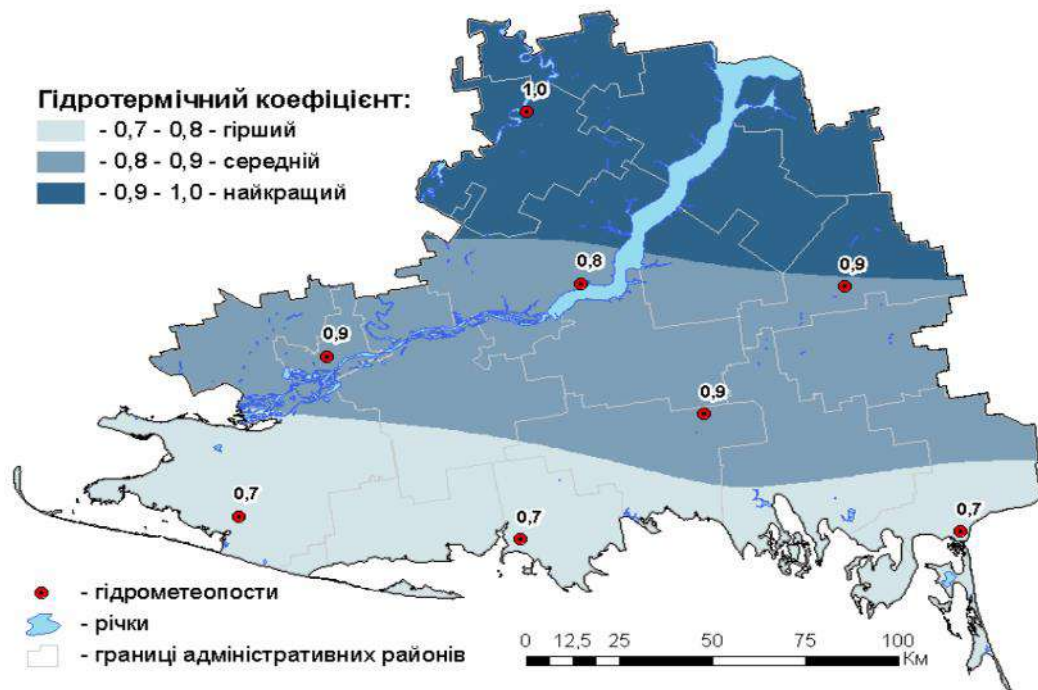 Гідротермічний коефіцієнт:
- 0,7 - 0,8 - гірший
- 0,8 - 0,9 - середній
- 0,9 - 1,0 - найкращий
1,0
0,8
0,9
0,9
0,9
0,7
0,7
0,7
- гідрометеопости
- річки
- границі адміністративних районів
0 12,5 25 50 75 100
Км